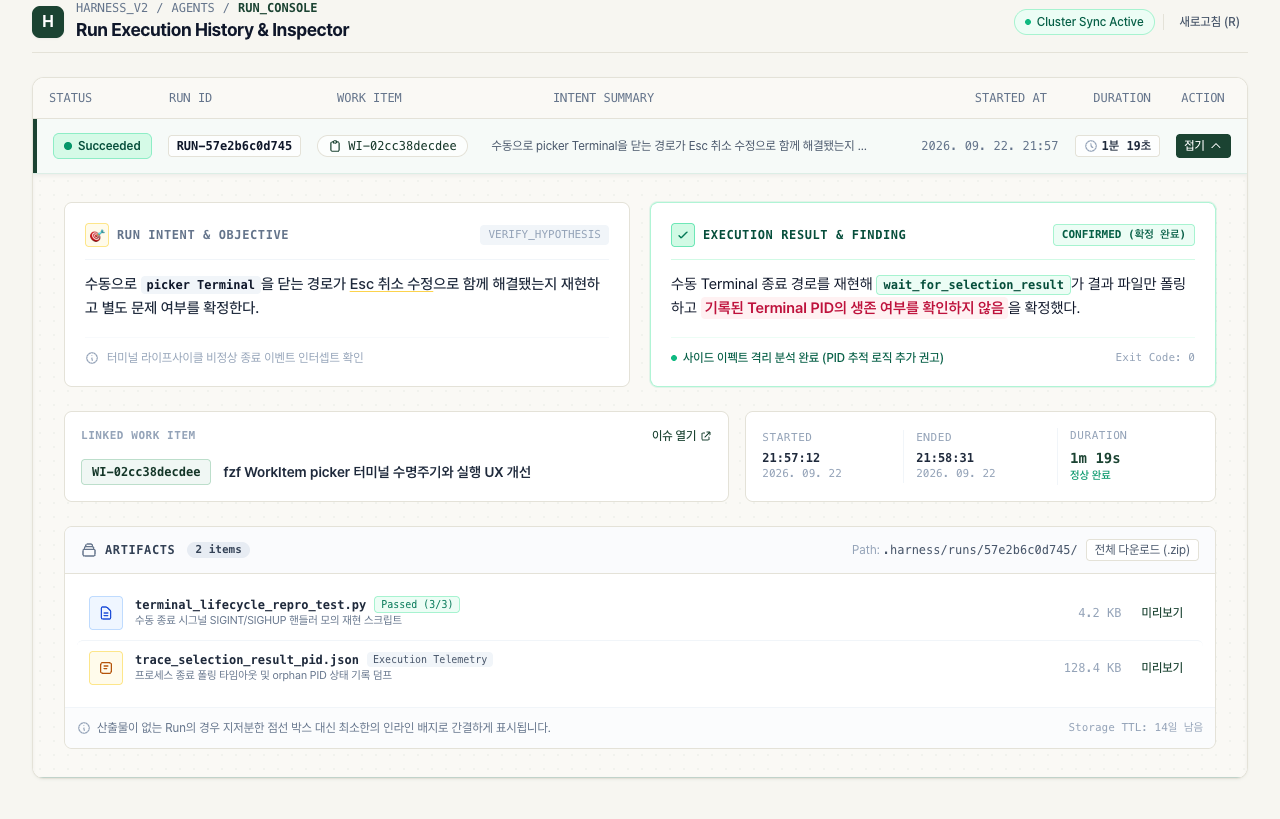 H
HARNESS_V2 / AGENTS / RUN_CONSOLE
Run Execution History & Inspector
Cluster Sync Active
새로고침 (R)
STATUS RUN ID WORK ITEM INTENT SUMMARY STARTED AT DURATION ACTION
Succeeded RUN-57e2b6c0d745 WI-02cc38decdee 수동으로 picker Terminal을 닫는 경로가 Esc 취소 수정으로 함께 해결됐는지 ... 2026. 09. 22. 21:57 1분 19초 접기
RUN INTENT & OBJECTIVE VERIFY_HYPOTHESIS
수동으로 picker Terminal 을 닫는 경로가 Esc 취소 수정으로 함께 해결됐는지 재현하
고 별도 문제 여부를 확정한다.
터미널 라이프사이클 비정상 종료 이벤트 인터셉트 확인
EXECUTION RESULT & FINDING CONFIRMED (확정 완료)
수동 Terminal 종료 경로를 재현해 wait_for_selection_result 가 결과 파일만 폴링
하고 기록된 Terminal PID의 생존 여부를 확인하지 않음 을 확정했다.
사이드 이펙트 격리 분석 완료 (PID 추적 로직 추가 권고) Exit Code: 0
LINKED WORK ITEM 이슈 열기
WI-02cc38decdee fzf WorkItem picker 터미널 수명주기와 실행 UX 개선
STARTED
21:57:12
2026. 09. 22
ENDED
21:58:31
2026. 09. 22
DURATION
1m 19s
정상 완료
ARTIFACTS 2 items Path: .harness/runs/57e2b6c0d745/ 전체 다운로드 (.zip)
terminal_lifecycle_repro_test.py Passed (3/3)
수동 종료 시그널 SIGINT/SIGHUP 핸들러 모의 재현 스크립트
4.2 KB 미리보기
trace_selection_result_pid.json Execution Telemetry
프로세스 종료 폴링 타임아웃 및 orphan PID 상태 기록 덤프
128.4 KB 미리보기
산출물이 없는 Run의 경우 지저분한 점선 박스 대신 최소한의 인라인 배지로 간결하게 표시됩니다. Storage TTL: 14일 남음